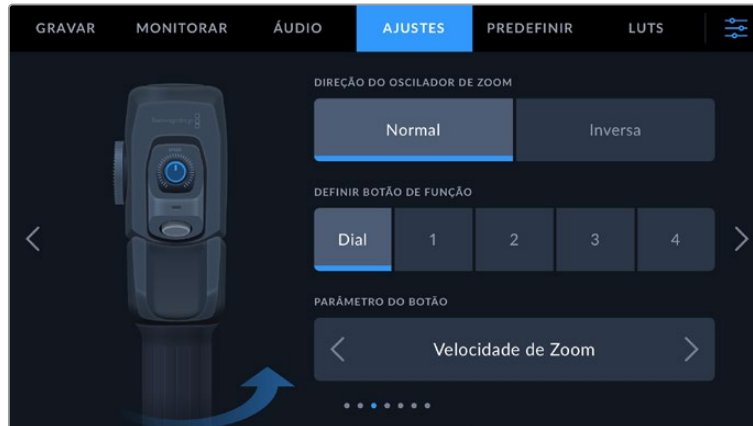 GRAVAR MONITORAR ÁUDIO AJUSTES PREDEFINIR LUTS
DIREÇÃO DO OSCILADOR DE ZOOM
Normal Inversa
DEFINIR BOTÃO DE FUNÇÃO
Dial 1 2 3 4
PARÂMETRO DO BOTÃO
Velocidade de Zoom